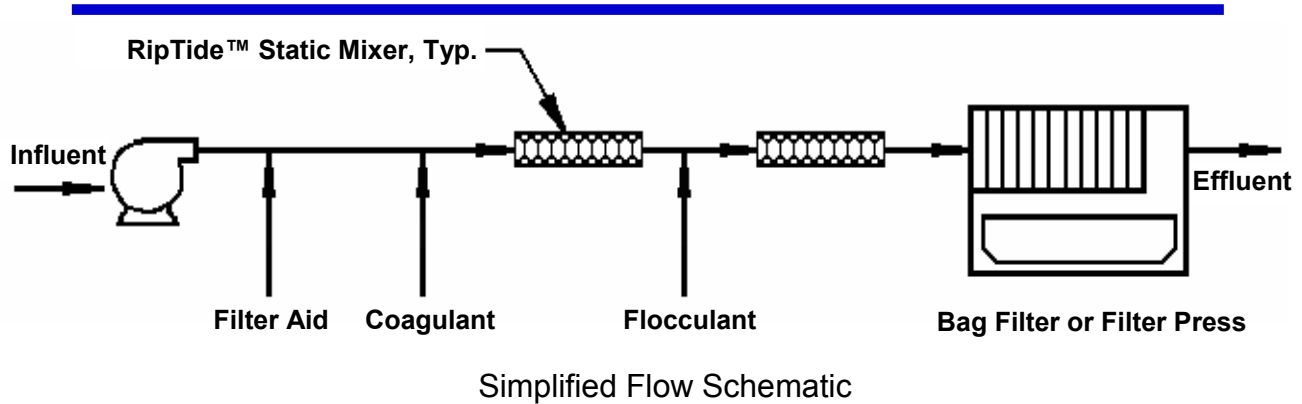 RipTide™ Static Mixer, Typ.
Influent
Effluent
Filter Aid
Coagulant
Flocculant
Bag Filter or Filter Press
Simplified Flow Schematic